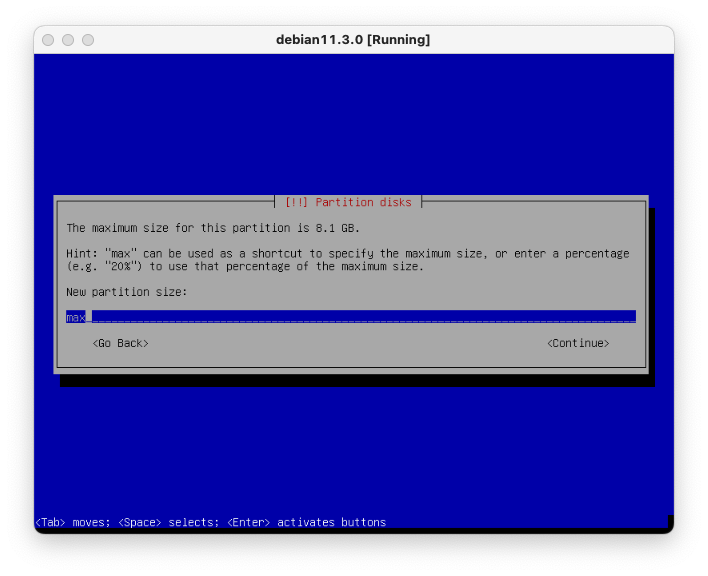 debian11.3.0 [Running]
[!!] Partition disks
The maximum size for this partition is 8.1 GB.
Hint: "max" can be used as a shortcut to specify the maximum size, or enter a percentage
(e.g. "20%") to use that percentage of the maximum size.
New partition size:
max
<Go Back> <Continue>
<Tab> moves; <Space> selects; <Enter> activates buttons